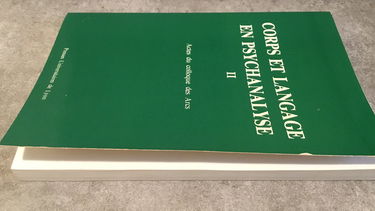 CORPS ET LANGAGE
EN PSYCHANALYSE
II
Actes du colloque des Arcs
Presses Universitaires de Lyon